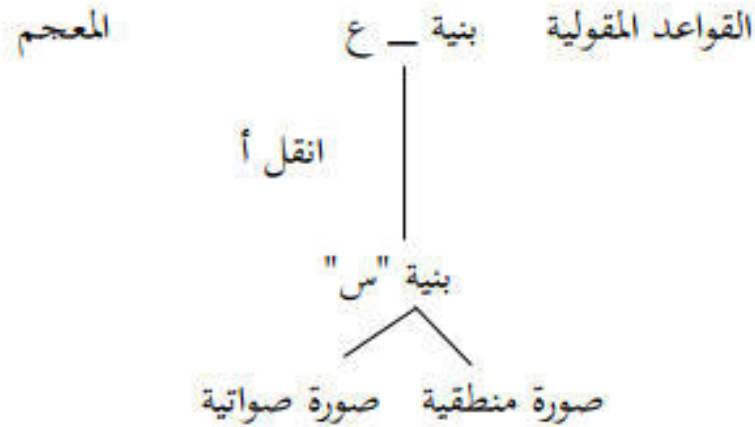 القواعد المقولية بنية _ ع المعجم
انقل أ
بنية "س"
صورة منطقية صورة صواتية